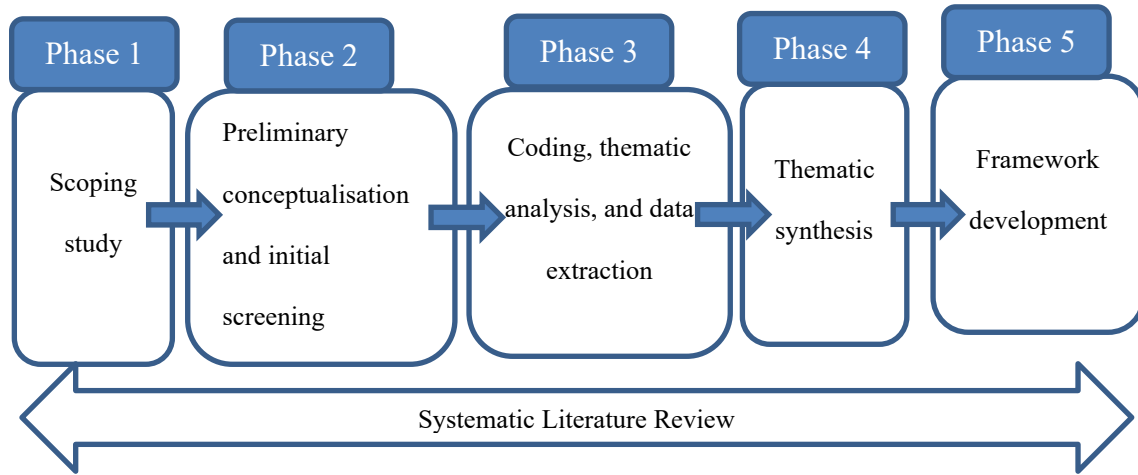 Phase 1
Scoping
study
Phase 2
Preliminary
conceptualisation
and initial
screening
Phase 3
Coding, thematic
analysis, and data
extraction
Phase 4
Thematic
synthesis
Phase 5
Framework
development
Systematic Literature Review